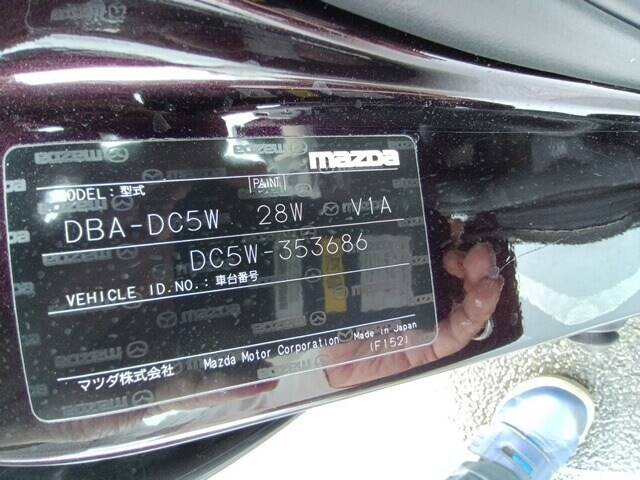 mazda
MODEL:型式 PAINT
DBA-DC5W 28W V1A
DC5W-353686
VEHICLE ID.NO.:車台番号
マツダ株式会社 Mazda Motor Corporation Made in Japan
(F152)